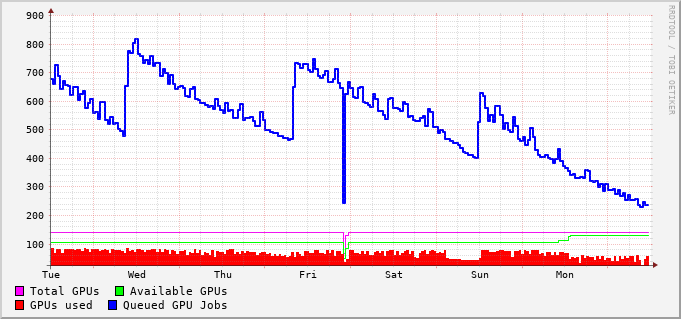 900
800
700
600
500
400
300
200
100
Tue Wed Thu Fri Sat Sun Mon
Total GPUs Available GPUs
GPUs used Queued GPU Jobs
RRDTOOL / TOBI OETIKER